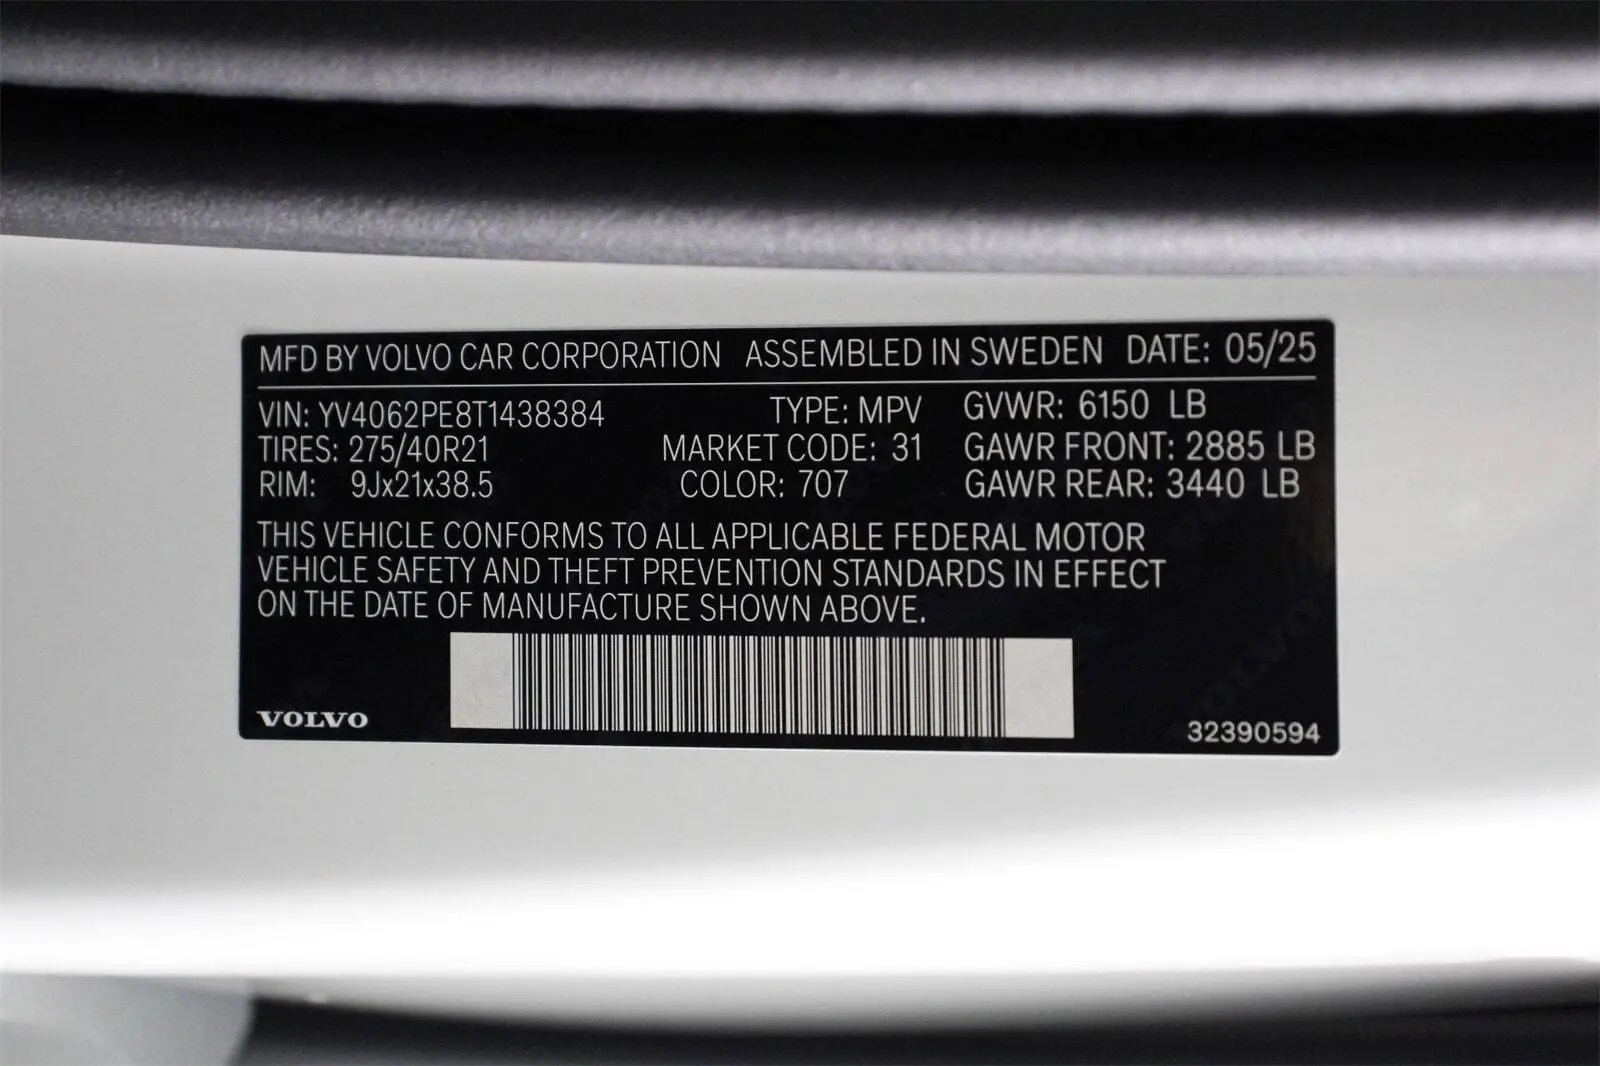 MFD BY VOLVO CAR CORPORATION ASSEMBLED IN SWEDEN DATE: 05/25
VIN: YV4062PE8T1438384 TYPE: MPV GVWR: 6150 LB
TIRES: 275/40R21 MARKET CODE: 31 GAWR FRONT: 2885 LB
RIM: 9Jx21x38.5 COLOR: 707 GAWR REAR: 3440 LB
THIS VEHICLE CONFORMS TO ALL APPLICABLE FEDERAL MOTOR
VEHICLE SAFETY AND THEFT PREVENTION STANDARDS IN EFFECT
ON THE DATE OF MANUFACTURE SHOWN ABOVE.
VOLVO 32390594